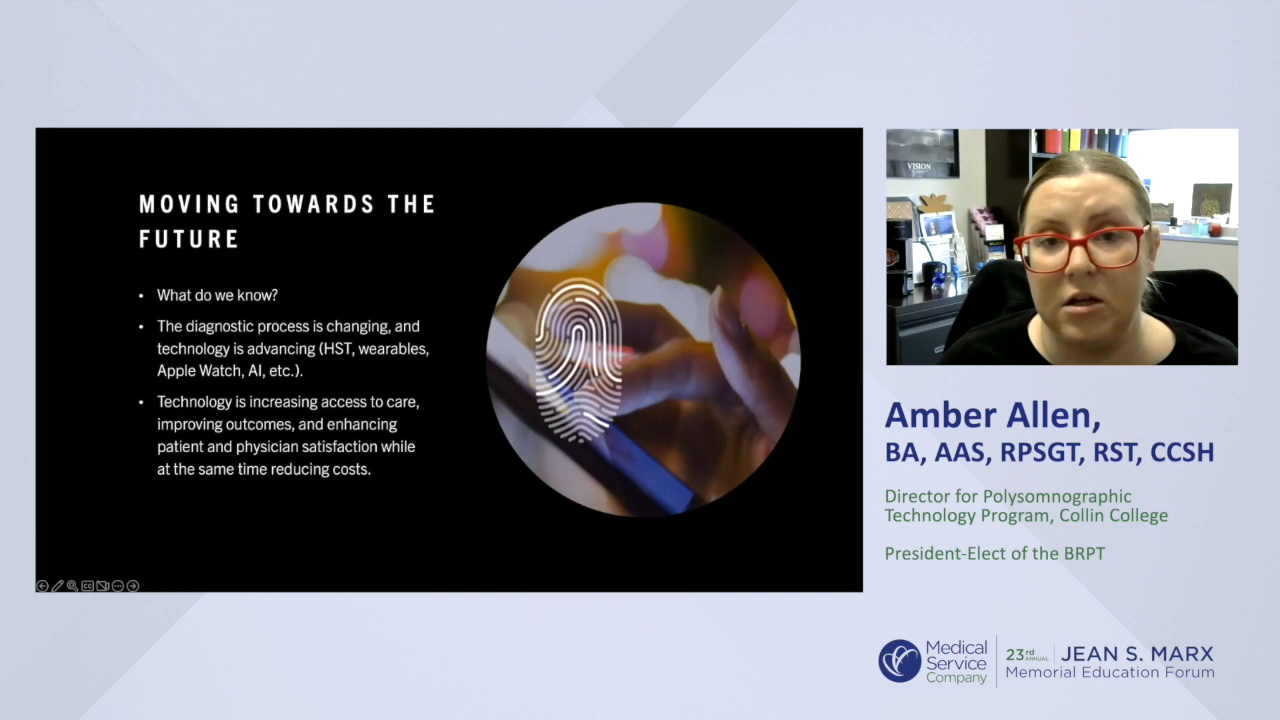 MOVING TOWARDS THE
FUTURE
• What do we know?
• The diagnostic process is changing, and
technology is advancing (HST, wearables,
Apple Watch, AI, etc.).
• Technology is increasing access to care,
improving outcomes, and enhancing
patient and physician satisfaction while
at the same time reducing costs.
VISION
Amber Allen,
BA, AAS, RPSGT, RST, CCSH
Director for Polysomnographic
Technology Program, Collin College
President-Elect of the BRPT
Medical
Service
Company
23rd ANNUAL JEAN S. MARX
Memorial Education Forum